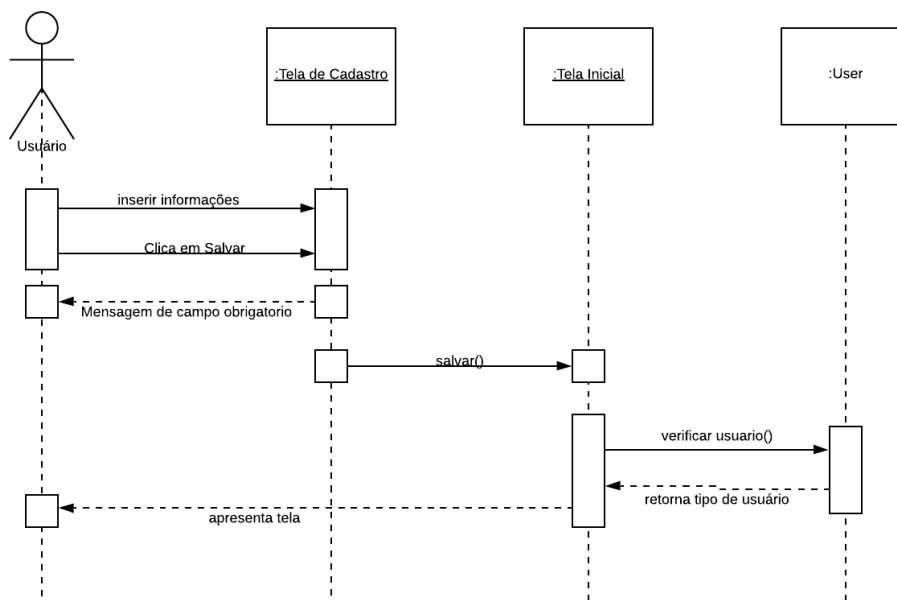 :Tela de Cadastro
:Tela Inicial
:User
Usuário
inserir informações
Clica em Salvar
Mensagem de campo obrigatorio
salvar()
verificar usuario()
retorna tipo de usuário
apresenta tela